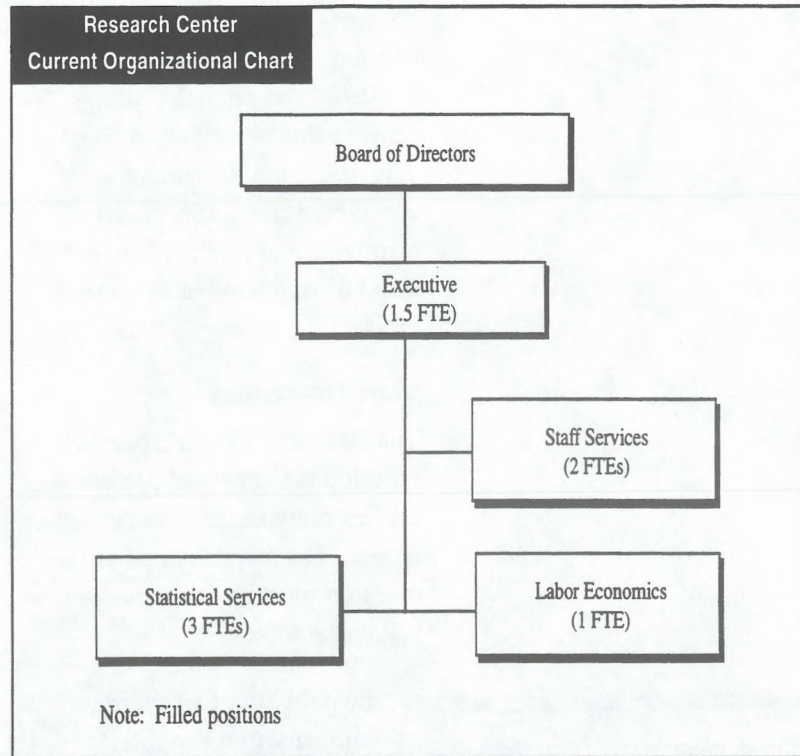 Research Center
Current Organizational Chart
Board of Directors
Executive
(1.5 FTE)
Staff Services
(2 FTEs)
Statistical Services
(3 FTEs)
Labor Economics
(1 FTE)
Note: Filled positions